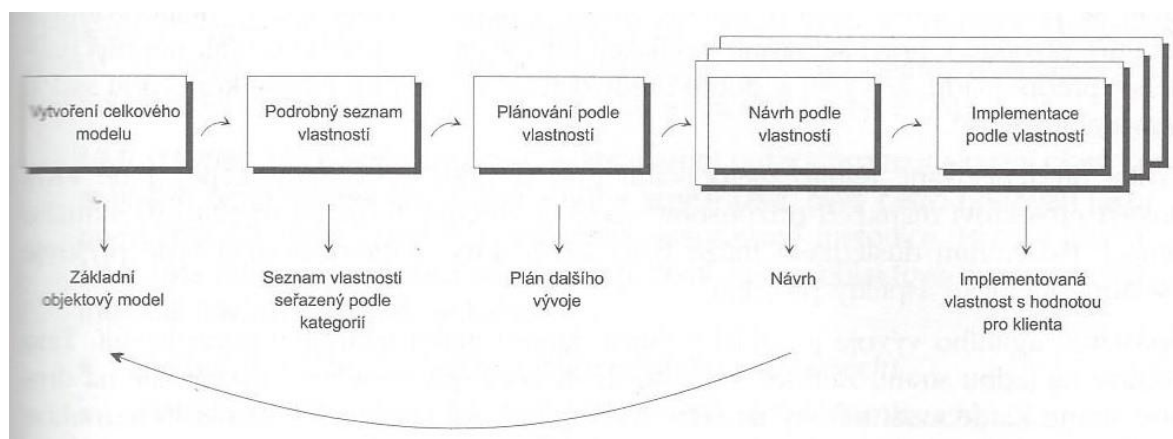 Vytvoření celkového
modelu
Podrobný seznam
vlastností
Plánování podle
vlastností
Návrh podle
vlastností
Implementace
podle vlastností
Základní
objektový model
Seznam vlastností
seřazený podle
kategorií
Plán dalšího
vývoje
Návrh
Implementovaná
vlastnost s hodnotou
pro klienta